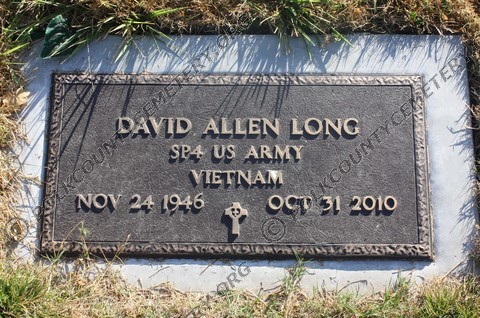 DAVID ALLEN LONG
SP4 US ARMY
VIETNAM
NOV 24 1946 OCT 31 2010